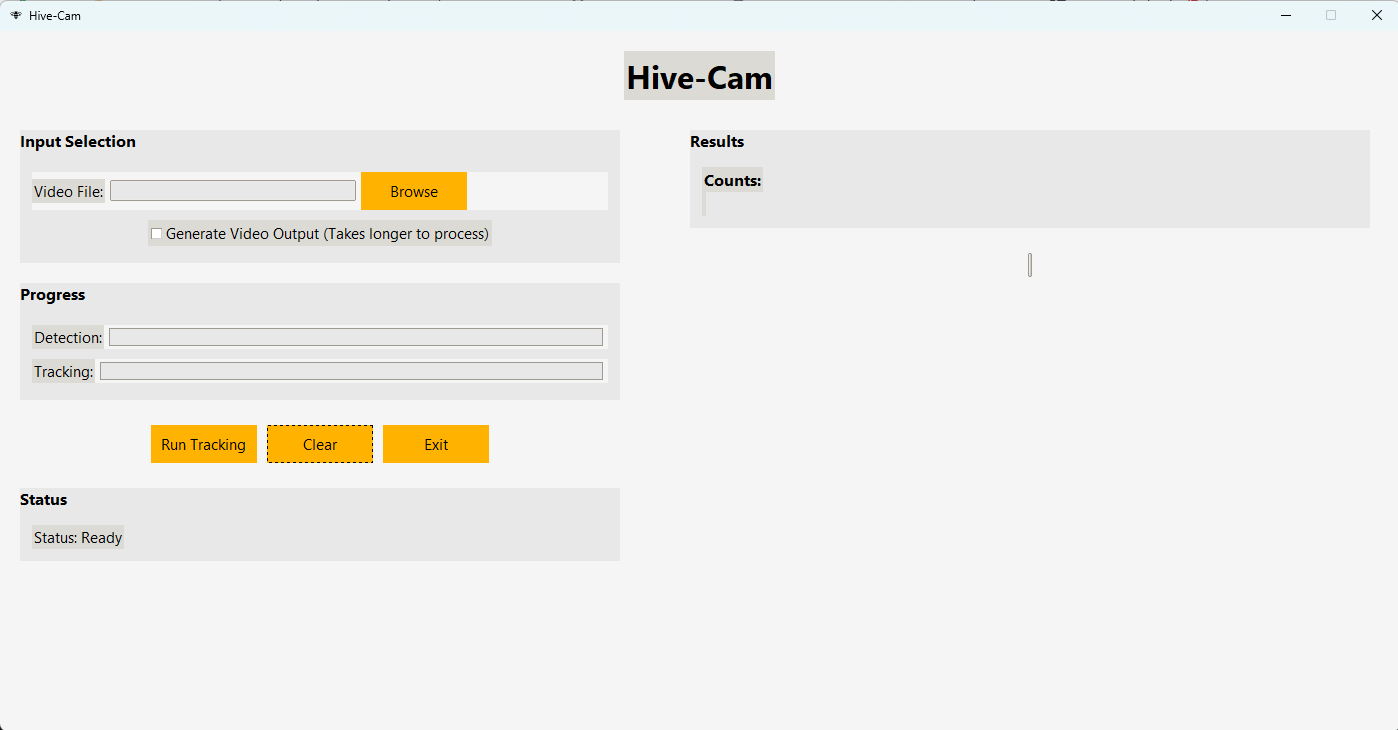 Hive-Cam
Hive-Cam
Input Selection
Video File:
Browse
Generate Video Output (Takes longer to process)
Progress
Detection:
Tracking:
Run Tracking
Clear
Exit
Status
Status: Ready
Results
Counts: